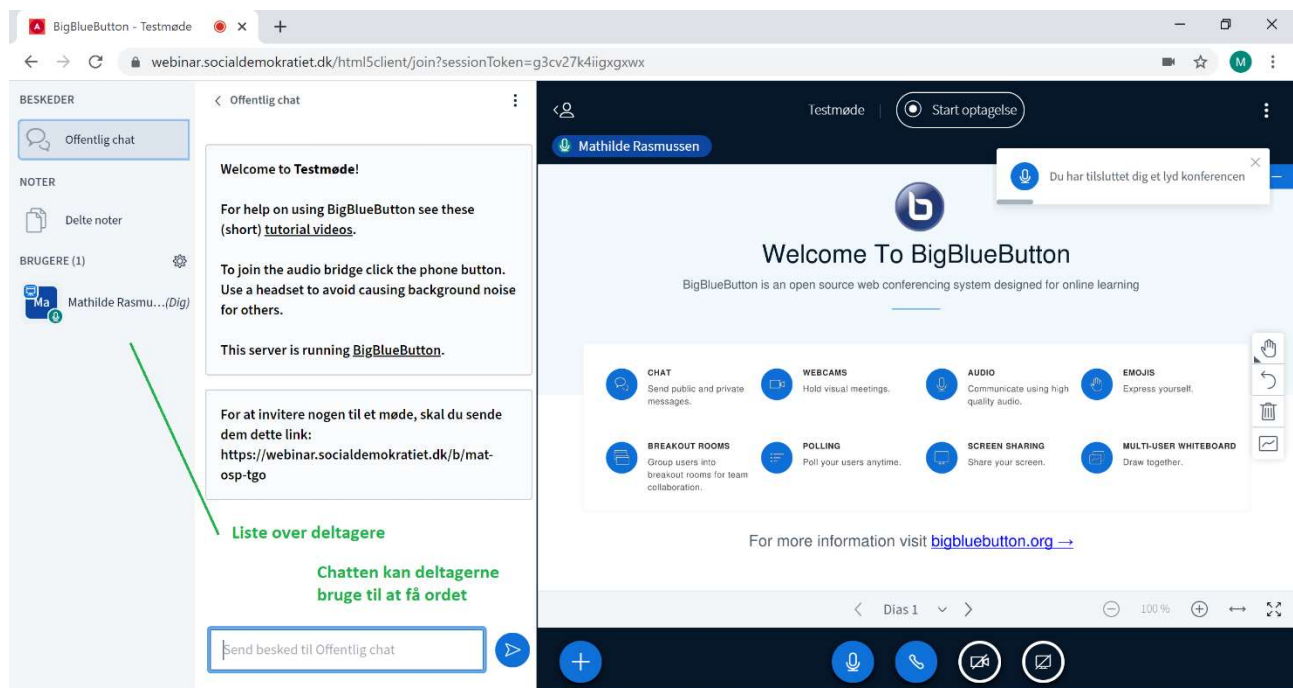 BigBlueButton - Testmøde
webinar.socialdemokratiet.dk/html5client/join?sessionToken=g3cv27k4iigxgxwx
M
BESKEDER
Offentlig chat
NOTER
Delte noter
BRUGERE (1)
Ma
Mathilde Rasmu...(Dig)
Offentlig chat
Welcome to Testmøde!
For help on using BigBlueButton see these
(short) tutorial videos.
To join the audio bridge click the phone button.
Use a headset to avoid causing background noise
for others.
This server is running BigBlueButton.
For at invitere nogen til et møde, skal du sende
dem dette link:
https://webinar.socialdemokratiet.dk/b/mat-
osp-tgo
Liste over deltagere
Chatten kan deltagerne
bruge til at få ordet
Send besked til Offentlig chat
Testmøde
Start optagelse
Mathilde Rasmussen
Du har tilsluttet dig et lyd konferencen
b
Welcome To BigBlueButton
BigBlueButton is an open source web conferencing system designed for online learning
CHAT
Send public and private
messages.
WEBCAMS
Hold visual meetings.
AUDIO
Communicate using high
quality audio.
EMOJIS
Express yourself.
BREAKOUT ROOMS
Group users into
breakout rooms for team
collaboration.
POLLING
Poll your users anytime.
SCREEN SHARING
Share your screen.
MULTI-USER WHITEBOARD
Draw together.
For more information visit bigbluebutton.org →
Dias 1
100 %